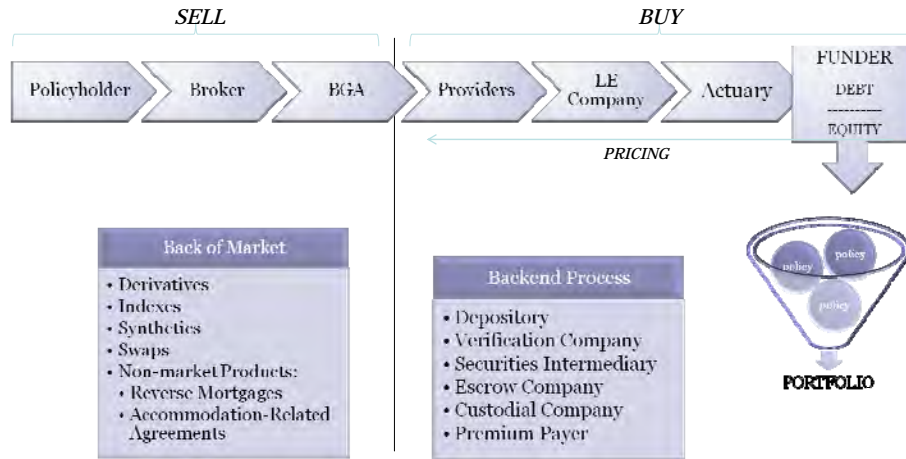 SELL
BUY
Policyholder
Broker
BGA
Providers
LE
Company
Actuary
FUNDER
DEBT
----------
EQUITY
PRICING
Back of Market
• Derivatives
• Indexes
• Synthetics
• Swaps
• Non-market Products:
• Reverse Mortgages
• Accommodation-Related
Agreements
Backend Process
• Depository
• Verification Company
• Securities Intermediary
• Escrow Company
• Custodial Company
• Premium Payer
policy
policy
policy
PORTFOLIO